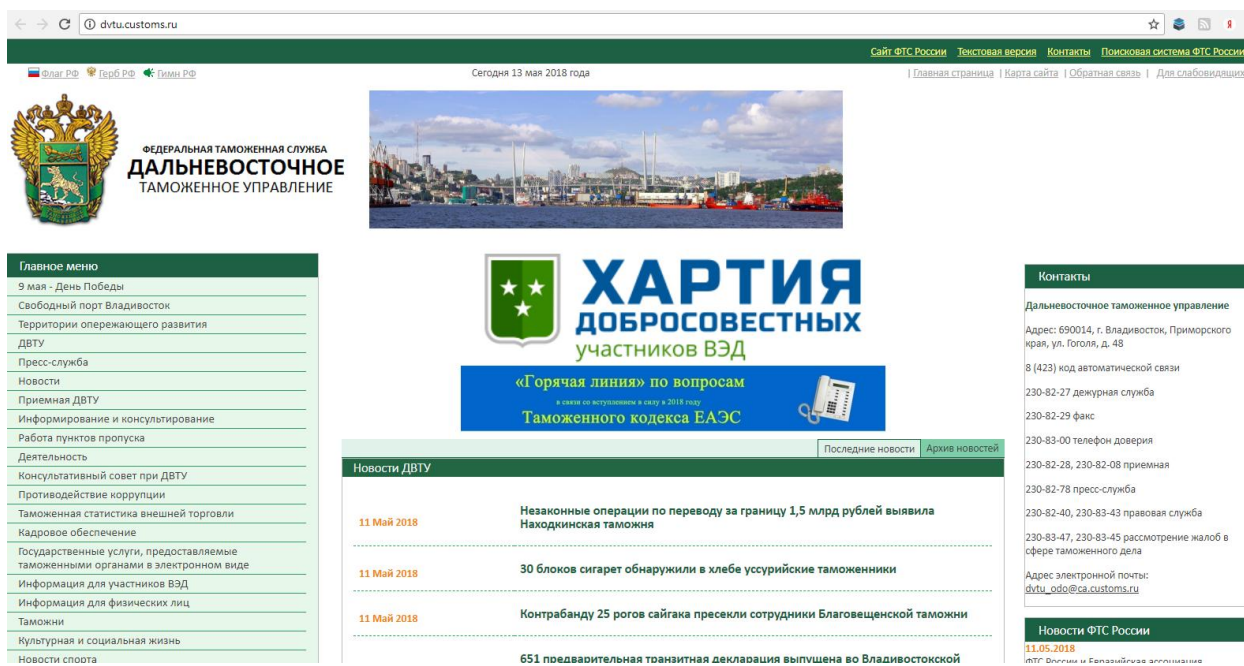 dvtu.customs.ru
Сайт ФТС России Текстовая версия Контакты Поисковая система ФТС России
Флаг РФ Герб РФ Гимн РФ
Сегодня 13 мая 2018 года
| Главная страница | Карта сайта | Обратная связь | Для слабовидящих
ФЕДЕРАЛЬНАЯ ТАМОЖЕННАЯ СЛУЖБА
ДАЛЬНЕВОСТОЧНОЕ
ТАМОЖЕННОЕ УПРАВЛЕНИЕ
Главное меню
9 мая - День Победы
Свободный порт Владивосток
Территории опережающего развития
ДВТУ
Пресс-служба
Новости
Приемная ДВТУ
Информирование и консультирование
Работа пунктов пропуска
Деятельность
Консультативный совет при ДВТУ
Противодействие коррупции
Таможенная статистика внешней торговли
Кадровое обеспечение
Государственные услуги, предоставляемые
таможенными органами в электронном виде
Информация для участников ВЭД
Информация для физических лиц
Таможни
Культурная и социальная жизнь
Новости спорта
ХАРТИЯ
ДОБРОСОВЕСТНЫХ
участников ВЭД
«Горячая линия» по вопросам
в связи со вступлением в силу в 2018 году
Таможенного кодекса ЕАЭС
Последние новости Архив новостей
Новости ДВТУ
11 Май 2018
Незаконные операции по переводу за границу 1,5 млрд рублей выявила
Находкинская таможня
11 Май 2018
30 блоков сигарет обнаружили в хлебе уссурийские таможенники
11 Май 2018
Контрабанду 25 рогов сайгака пресекли сотрудники Благовещенской таможни
651 предварительная транзитная декларация выпущена во Владивостокской
Контакты
Дальневосточное таможенное управление
Адрес: 690014, г. Владивосток, Приморского
края, ул. Гоголя, д. 48
8 (423) код автоматической связи
230-82-27 дежурная служба
230-82-29 факс
230-83-00 телефон доверия
230-82-28, 230-82-08 приемная
230-82-78 пресс-служба
230-82-40, 230-83-43 правовая служба
230-83-47, 230-83-45 рассмотрение жалоб в
сфере таможенного дела
Адрес электронной почты:
dvtu_odo@ca.customs.ru
Новости ФТС России
11.05.2018
ФТС России и Евразийская ассоциация